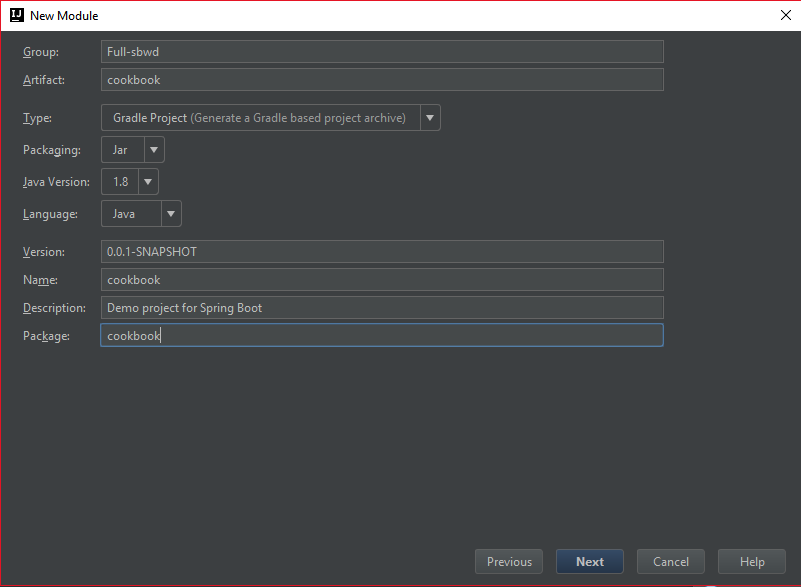 New Module
Group: Full-sbwd
Artifact: cookbook
Type: Gradle Project (Generate a Gradle based project archive)
Packaging: Jar
Java Version: 1.8
Language: Java
Version: 0.0.1-SNAPSHOT
Name: cookbook
Description: Demo project for Spring Boot
Package: cookbook
Previous Next Cancel Help